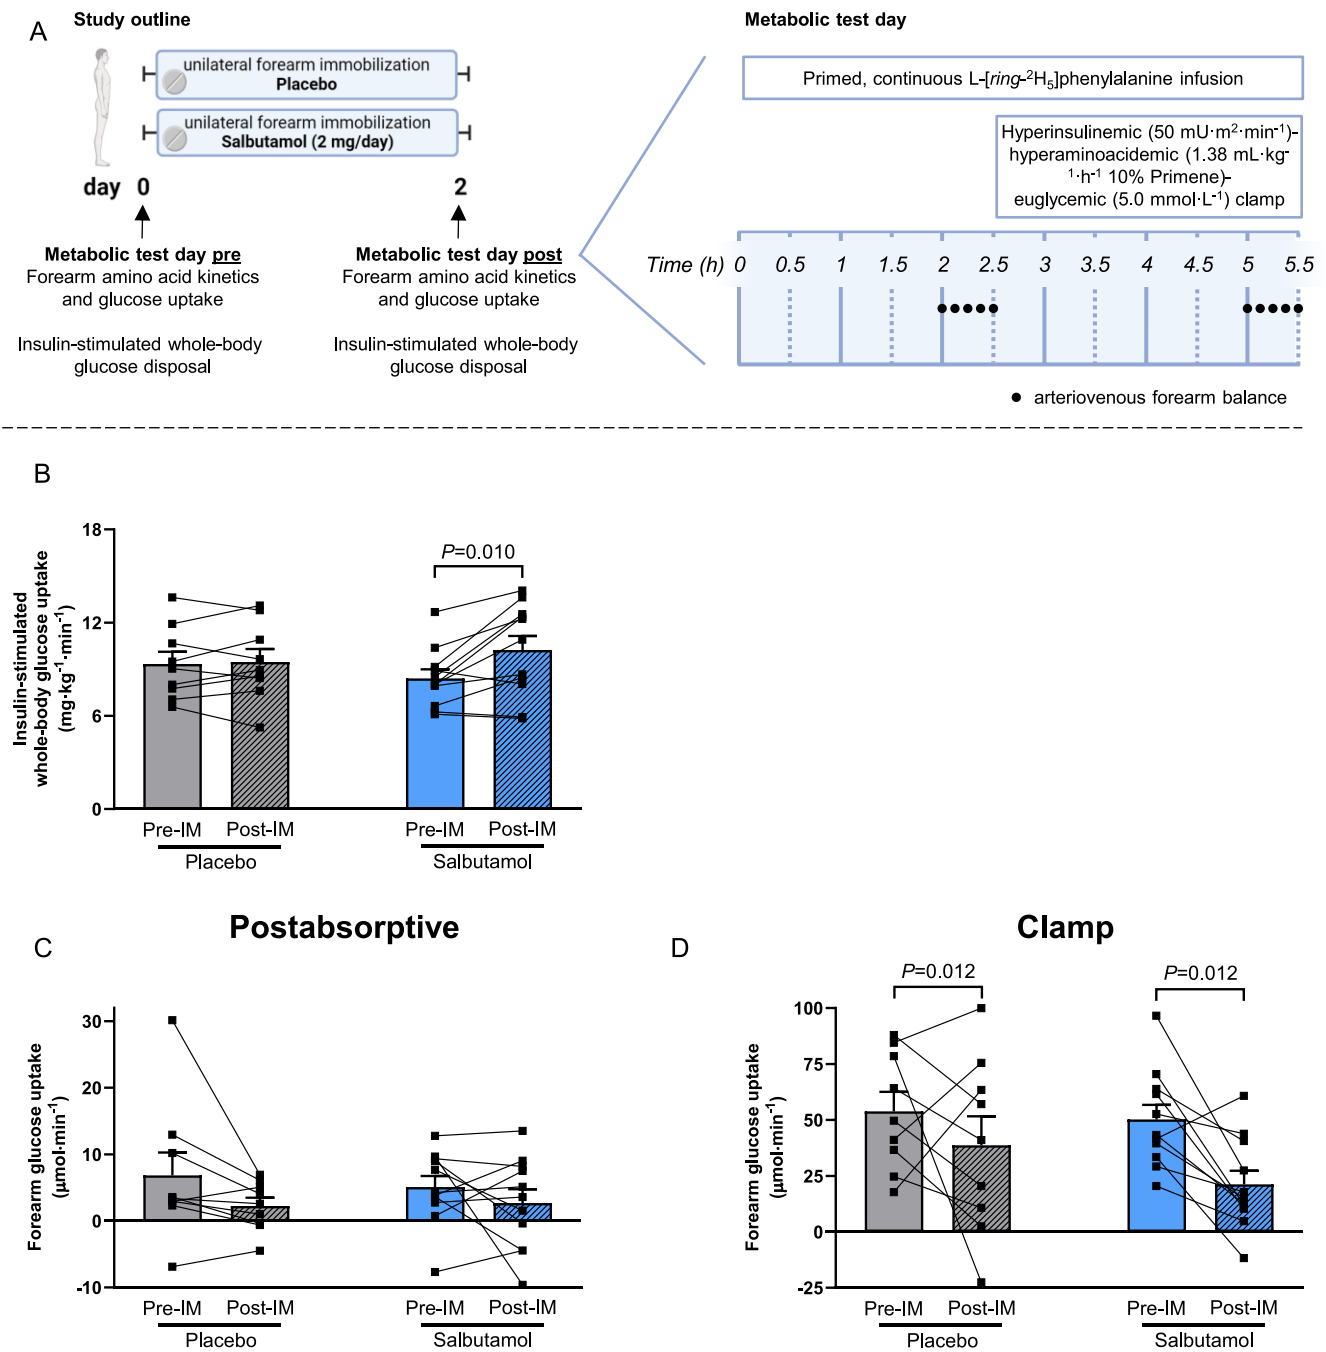 A
Study outline
unilateral forearm immobilization
Placebo
unilateral forearm immobilization
Salbutamol (2 mg/day)
day 0 2
Metabolic test day pre
Forearm amino acid kinetics
and glucose uptake
Insulin-stimulated whole-body
glucose disposal
Metabolic test day post
Forearm amino acid kinetics
and glucose uptake
Insulin-stimulated whole-body
glucose disposal
Metabolic test day
Primed, continuous L-[ring-²H₅]phenylalanine infusion
Hyperinsulinemic (50 mU·m²·min⁻¹)-
hyperaminoacidemic (1.38 mL·kg⁻
¹·h⁻¹ 10% Primene)-
euglycemic (5.0 mmol·L⁻¹) clamp
Time (h) 0 0.5 1 1.5 2 2.5 3 3.5 4 4.5 5 5.5
● arteriovenous forearm balance
B
Insulin-stimulated
whole-body glucose uptake
(mg·kg⁻¹·min⁻¹)
18
12
6
0
P=0.010
Pre-IM Post-IM Pre-IM Post-IM
Placebo Salbutamol
Postabsorptive
C
Forearm glucose uptake
(µmol·min⁻¹)
30
20
10
0
-10
Pre-IM Post-IM Pre-IM Post-IM
Placebo Salbutamol
Clamp
D
Forearm glucose uptake
(µmol·min⁻¹)
100
75
50
25
0
-25
P=0.012 P=0.012
Pre-IM Post-IM Pre-IM Post-IM
Placebo Salbutamol